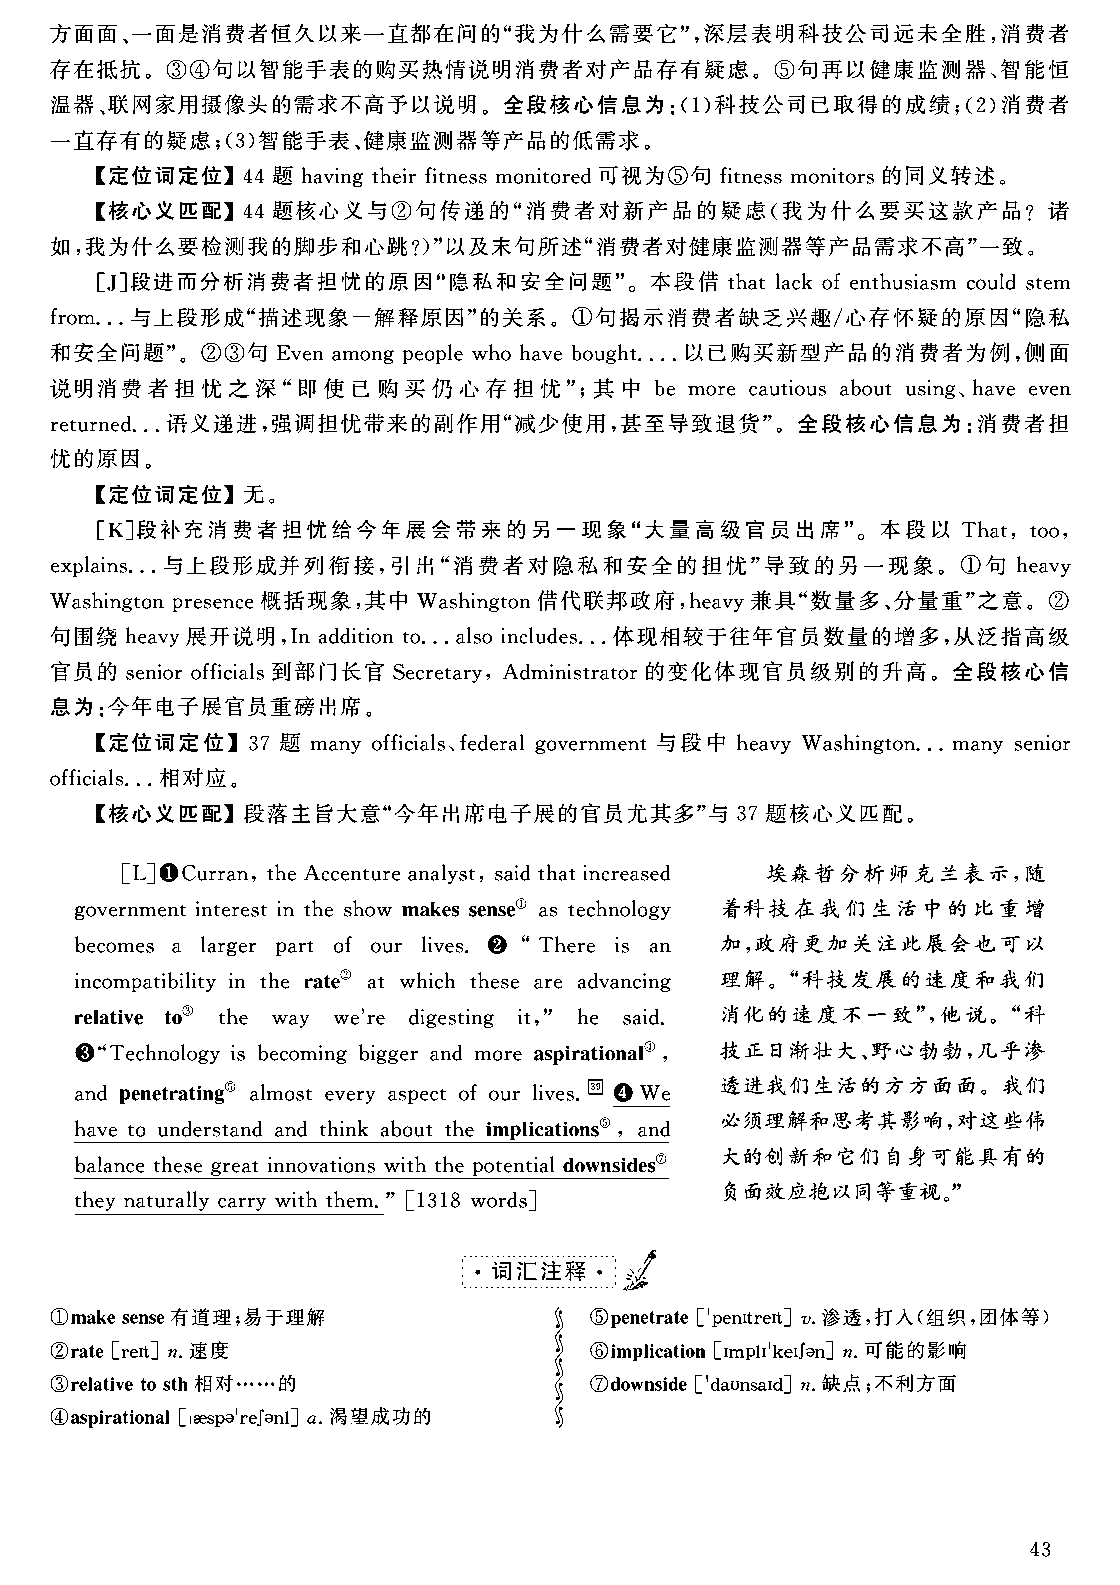 方面面、一面是消费者恒久以来一直都在问的“我为什么需要它”,深层表明科技公司远未全胜,消费者
存在抵抗。③④句以智能手表的购买热情说明消费者对产品存有疑虑。⑤句再以健康监测器、智能恒
温器、联网家用摄像头的需求不高予以说明。全段核心信息为:(1)科技公司已取得的成绩;(2)消费者
一直存有的疑虑;(3)智能手表、健康监测器等产品的低需求。
【定位词定位】44 题 having their fitness monitored 可视为⑤句 fitness monitors 的同义转述。
【核心义匹配】44 题核心义与②句传递的“消费者对新产品的疑虑(我为什么要买这款产品? 诸
如,我为什么要检测我的脚步和心跳?)”以及末句所述“消费者对健康监测器等产品需求不高”一致。
[J]段进而分析消费者担忧的原因“隐私和安全问题”。本段借 that lack of enthusiasm could stem
from...与上段形成“描述现象—解释原因”的关系。①句揭示消费者缺乏兴趣/心存怀疑的原因“隐私
和安全问题”。②③句 Even among people who have bought....以已购买新型产品的消费者为例,侧面
说明消费者担忧之深“即使已购买仍心存担忧”;其中 be more cautious about using、have even
returned...语义递进,强调担忧带来的副作用“减少使用,甚至导致退货”。全段核心信息为:消费者担
忧的原因。
【定位词定位】无。
[K]段补充消费者担忧给今年展会带来的另一现象“大量高级官员出席”。本段以 That, too,
explains...与上段形成并列衔接,引出“消费者对隐私和安全的担忧”导致的另一现象。①句 heavy
Washington presence 概括现象,其中 Washington 借代联邦政府,heavy 兼具“数量多、分量重”之意。②
句围绕 heavy 展开说明,In addition to...also includes...体现相较于往年官员数量的增多,从泛指高级
官员的 senior officials 到部门长官 Secretary, Administrator 的变化体现官员级别的升高。全段核心信
息为:今年电子展官员重磅出席。
【定位词定位】37 题 many officials、federal government 与段中 heavy Washington...many senior
officials...相对应。
【核心义匹配】段落主旨大意“今年出席电子展的官员尤其多”与 37 题核心义匹配。
[L]❶Curran, the Accenture analyst, said that increased
government interest in the show makes sense① as technology
becomes a larger part of our lives. ❷ “There is an
incompatibility in the rate② at which these are advancing
relative to③ the way we're digesting it,” he said.
❸“Technology is becoming bigger and more aspirational④,
and penetrating⑤ almost every aspect of our lives. 39 ❹ We
have to understand and think about the implications⑥, and
balance these great innovations with the potential downsides⑦
they naturally carry with them.”[1318 words]
埃森哲分析师克兰表示,随
着科技在我们生活中的比重增
加,政府更加关注此展会也可以
理解。“科技发展的速度和我们
消化的速度不一致”,他说。“科
技正日渐壮大、野心勃勃,几乎渗
透进我们生活的方方面面。我们
必须理解和思考其影响,对这些伟
大的创新和它们自身可能具有的
负面效应抱以同等重视。”
·词汇注释·
①make sense 有道理;易于理解
②rate [reɪt] n. 速度
③relative to sth 相对……的
④aspirational [ˌæspəˈreʃənl] a. 渴望成功的
⑤penetrate [ˈpenɪtreɪt] v. 渗透,打入(组织,团体等)
⑥implication [ɪmplɪˈkeɪʃən] n. 可能的影响
⑦downside [ˈdaʊnsaɪd] n. 缺点;不利方面
43